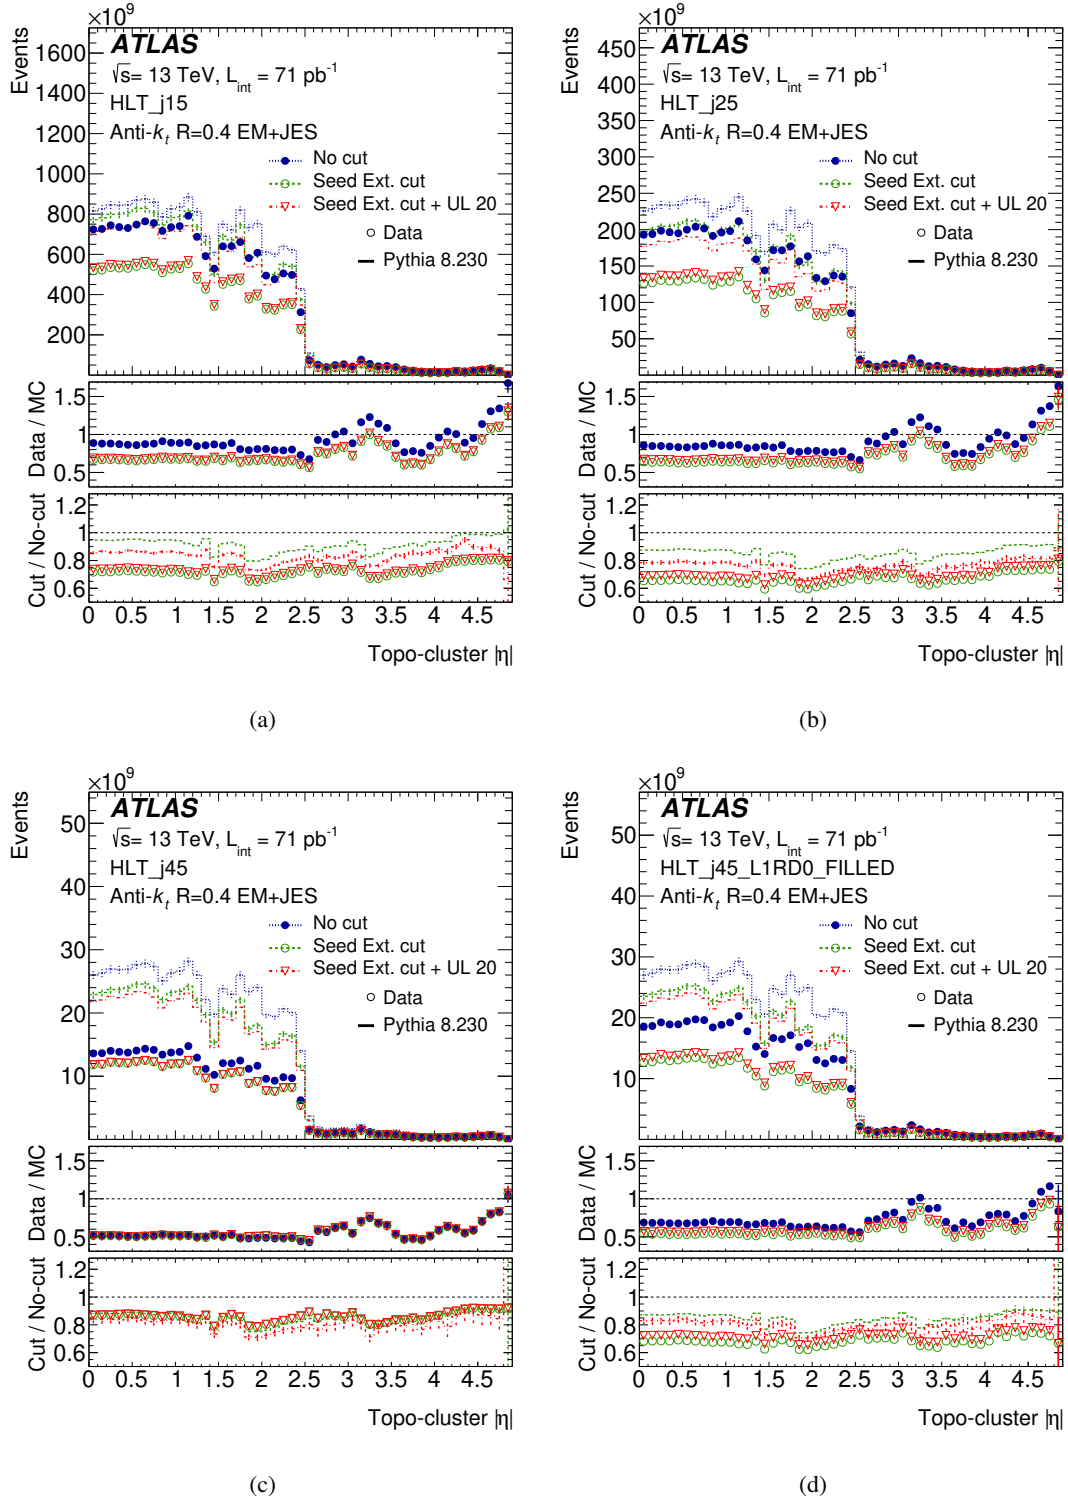 ×10⁹
Events
1600
1400
1200
1000
800
600
400
200
ATLAS
√s= 13 TeV, L_int = 71 pb⁻¹
HLT_j15
Anti-k_t R=0.4 EM+JES
No cut
Seed Ext. cut
Seed Ext. cut + UL 20
Data
Pythia 8.230
Data / MC
1.5
1
0.5
Cut / No-cut
1.2
1
0.8
0.6
0 0.5 1 1.5 2 2.5 3 3.5 4 4.5
Topo-cluster |η|
(a)
×10⁹
Events
450
400
350
300
250
200
150
100
50
ATLAS
√s= 13 TeV, L_int = 71 pb⁻¹
HLT_j25
Anti-k_t R=0.4 EM+JES
No cut
Seed Ext. cut
Seed Ext. cut + UL 20
Data
Pythia 8.230
Data / MC
1.5
1
0.5
Cut / No-cut
1.2
1
0.8
0.6
0 0.5 1 1.5 2 2.5 3 3.5 4 4.5
Topo-cluster |η|
(b)
×10⁹
Events
50
40
30
20
10
ATLAS
√s= 13 TeV, L_int = 71 pb⁻¹
HLT_j45
Anti-k_t R=0.4 EM+JES
No cut
Seed Ext. cut
Seed Ext. cut + UL 20
Data
Pythia 8.230
Data / MC
1.5
1
0.5
Cut / No-cut
1.2
1
0.8
0.6
0 0.5 1 1.5 2 2.5 3 3.5 4 4.5
Topo-cluster |η|
(c)
×10⁹
Events
50
40
30
20
10
ATLAS
√s= 13 TeV, L_int = 71 pb⁻¹
HLT_j45_L1RD0_FILLED
Anti-k_t R=0.4 EM+JES
No cut
Seed Ext. cut
Seed Ext. cut + UL 20
Data
Pythia 8.230
Data / MC
1.5
1
0.5
Cut / No-cut
1.2
1
0.8
0.6
0 0.5 1 1.5 2 2.5 3 3.5 4 4.5
Topo-cluster |η|
(d)